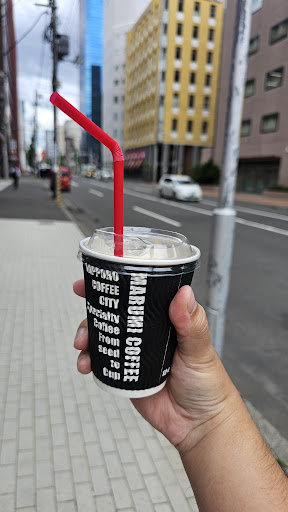 SAPPORO
COFFEE
CITY
Specialty
Coffee
From
seed
to
Cup
MARUMI COFFEE